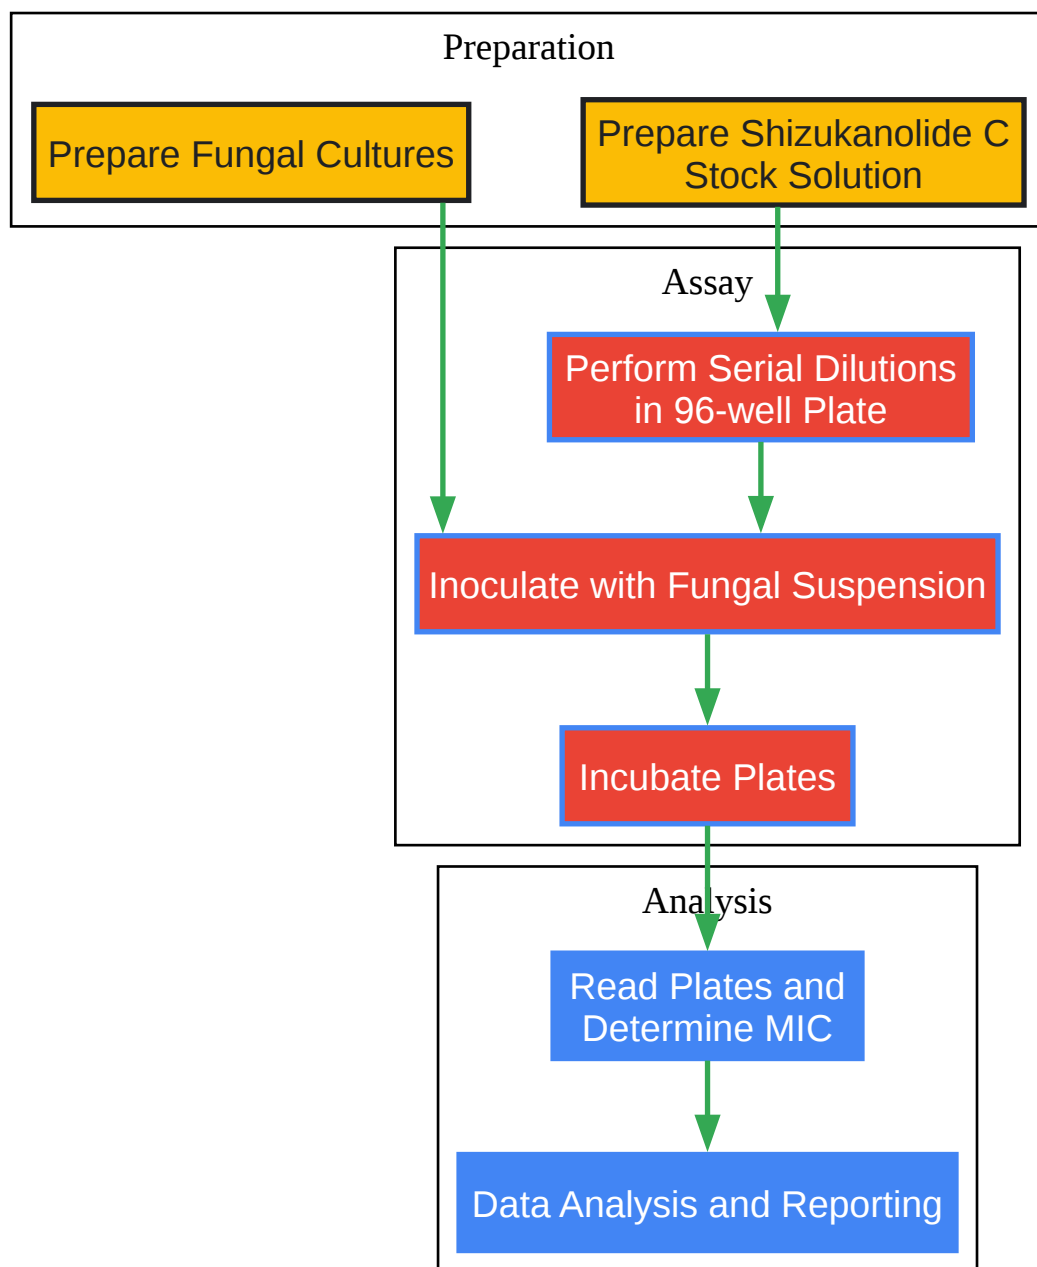 Preparation
Prepare Fungal Cultures
Prepare Shizukanolide C
Stock Solution
Assay
Perform Serial Dilutions
in 96-well Plate
Inoculate with Fungal Suspension
Incubate Plates
Analysis
Read Plates and
Determine MIC
Data Analysis and Reporting